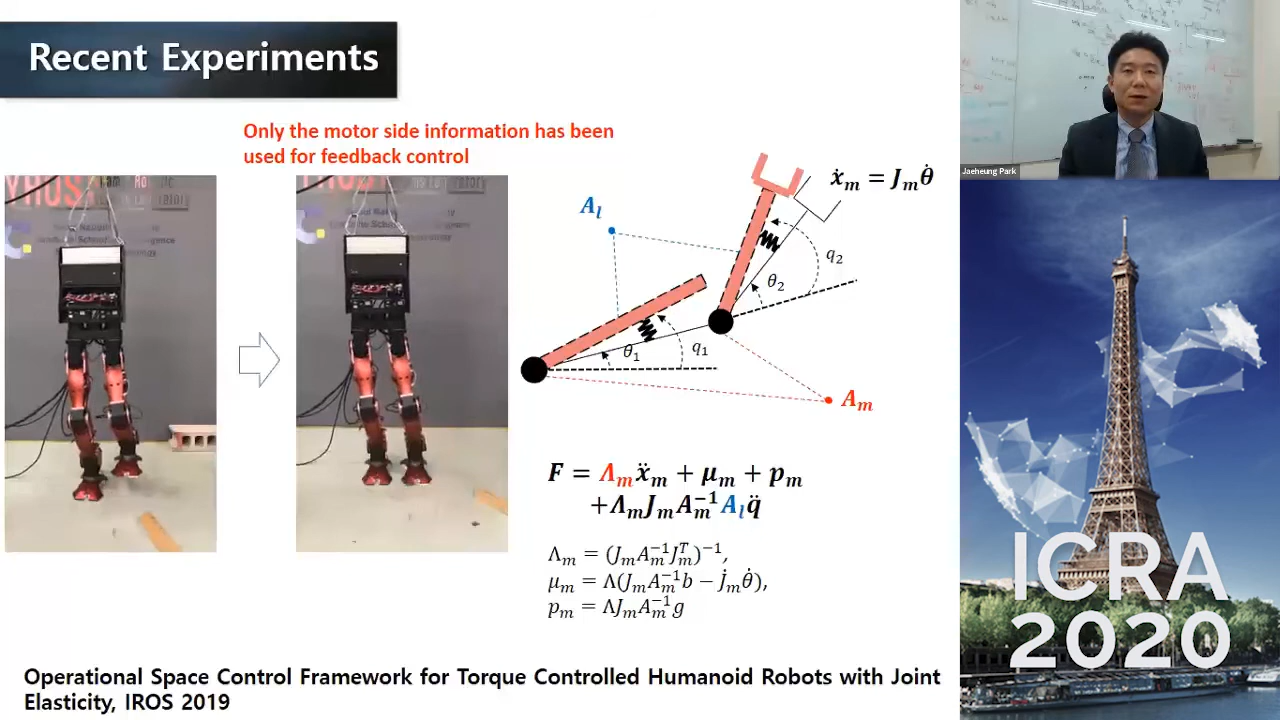 Recent Experiments
Only the motor side information has been
used for feedback control
A_l
ẋ_m = J_m θ̇
q_2
θ_2
θ_1
q_1
A_m
F = Λ_m ẍ_m + μ_m + p_m
+Λ_m J_m A_m^{-1} A_l q̈
Λ_m = (J_m A_m^{-1} J_m^T)^{-1},
μ_m = Λ(J_m A_m^{-1} b − J̇_m θ̇),
p_m = ΛJ_m A_m^{-1} g
Operational Space Control Framework for Torque Controlled Humanoid Robots with Joint
Elasticity, IROS 2019
Jaeheung Park
ICRA
2020